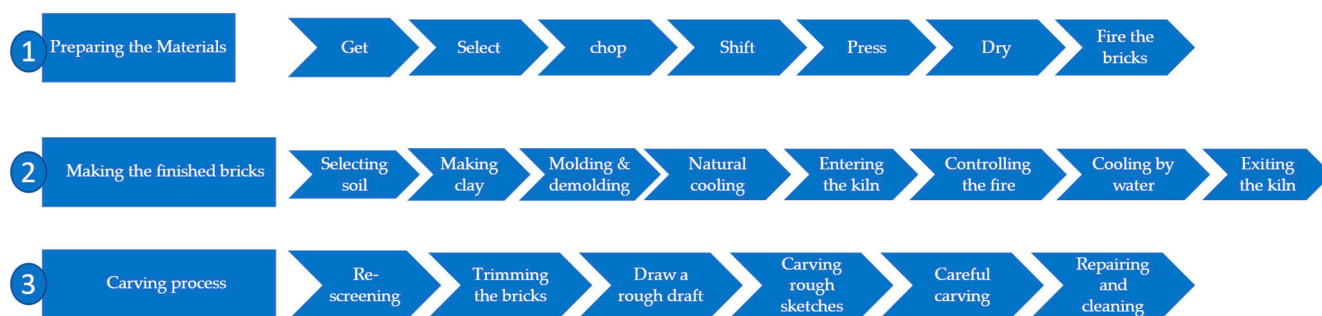 1
Preparing the Materials
Get
Select
chop
Shift
Press
Dry
Fire the
bricks
2
Making the finished bricks
Selecting
soil
Making
clay
Molding &
demolding
Natural
cooling
Entering
the kiln
Controlling
the fire
Cooling by
water
Exiting
the kiln
3
Carving process
Re-
screening
Trimming
the bricks
Draw a
rough draft
Carving
rough
sketches
Careful
carving
Repairing
and
cleaning